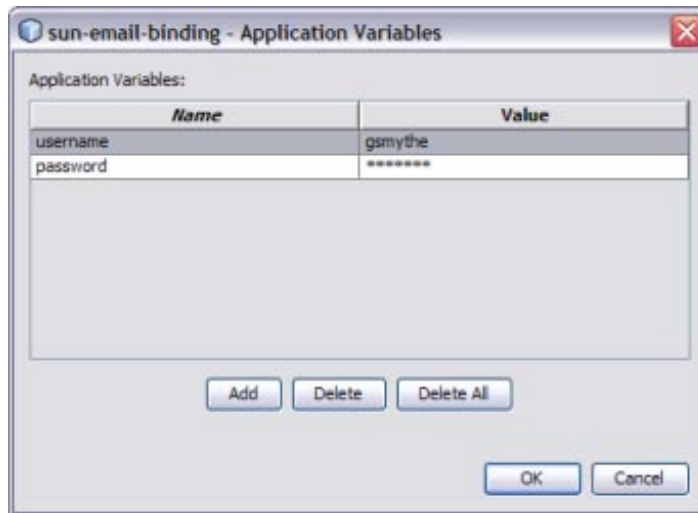 sun-email-binding - Application Variables
Application Variables:
Name Value
username gsmythe
password *******
Add Delete Delete All
OK Cancel